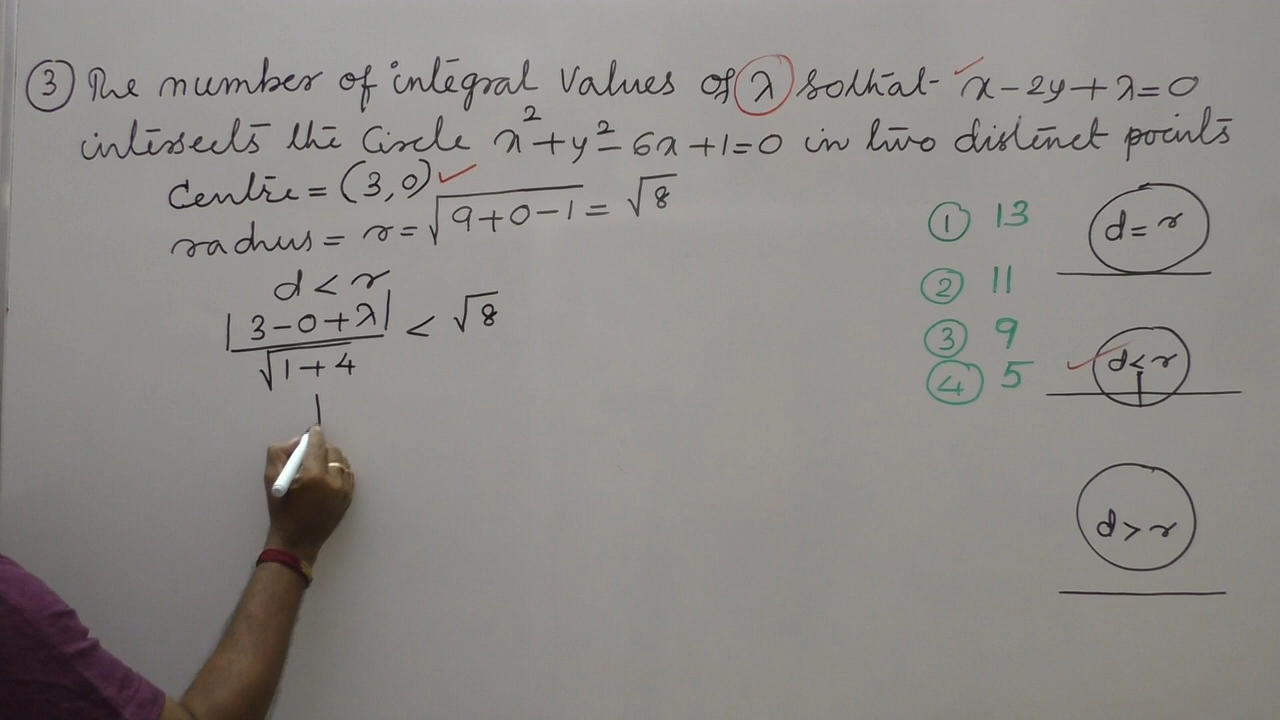 ③ The number of integral values of λ so that x-2y+λ=0
intersects the Circle x²+y²-6x+1=0 in two distinct points
Centre = (3,0) ✓
radius = r = √9+0-1 = √8
d < r
|3-0+λ| / √1+4 < √8
|
① 13
② 11
③ 9
④ 5
d = r
✓ d < r
d > r